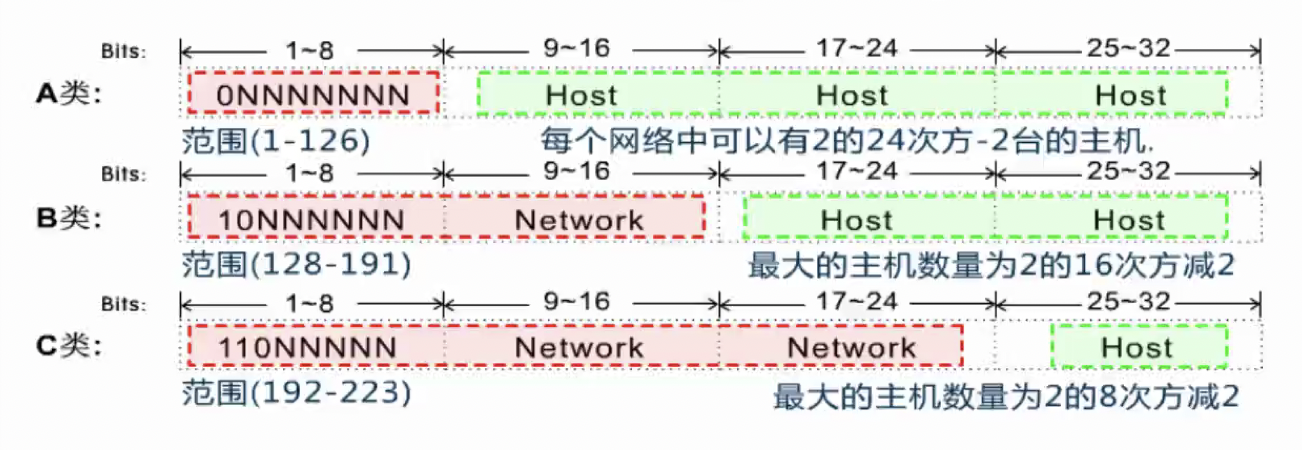 Bits: 1~8 9~16 17~24 25~32
A类: 0NNNNNNN Host Host Host
范围(1-126) 每个网络中可以有2的24次方-2台的主机.
Bits: 1~8 9~16 17~24 25~32
B类: 10NNNNNN Network Host Host
范围(128-191) 最大的主机数量为2的16次方减2
Bits: 1~8 9~16 17~24 25~32
C类: 110NNNNN Network Network Host
范围(192-223) 最大的主机数量为2的8次方减2